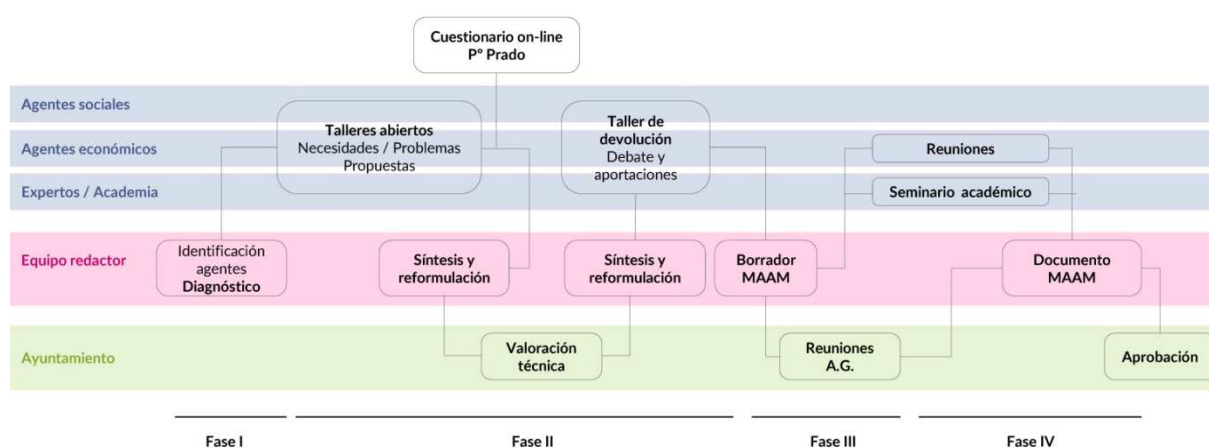 Cuestionario on-line
Pº Prado
Agentes sociales
Talleres abiertos
Necesidades / Problemas
Propuestas
Taller de
devolución
Debate y
aportaciones
Agentes económicos
Reuniones
Expertos / Academia
Seminario académico
Equipo redactor
Identificación
agentes
Diagnóstico
Síntesis y
reformulación
Síntesis y
reformulación
Borrador
MAAM
Documento
MAAM
Ayuntamiento
Valoración
técnica
Reuniones
A.G.
Aprobación
Fase I
Fase II
Fase III
Fase IV